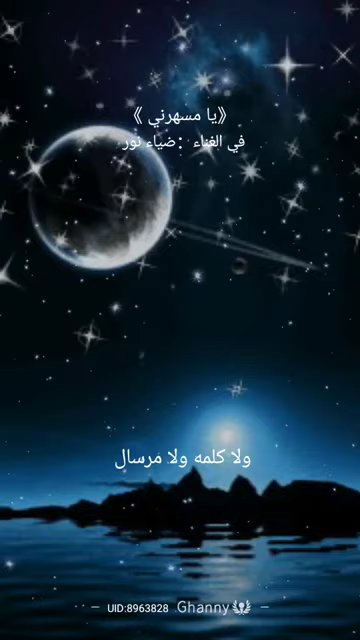 《يا مسهرني 》
في الغناء : ضياء نور
ولا كلمه ولا مرسال
— UID:8963828 Ghanny —